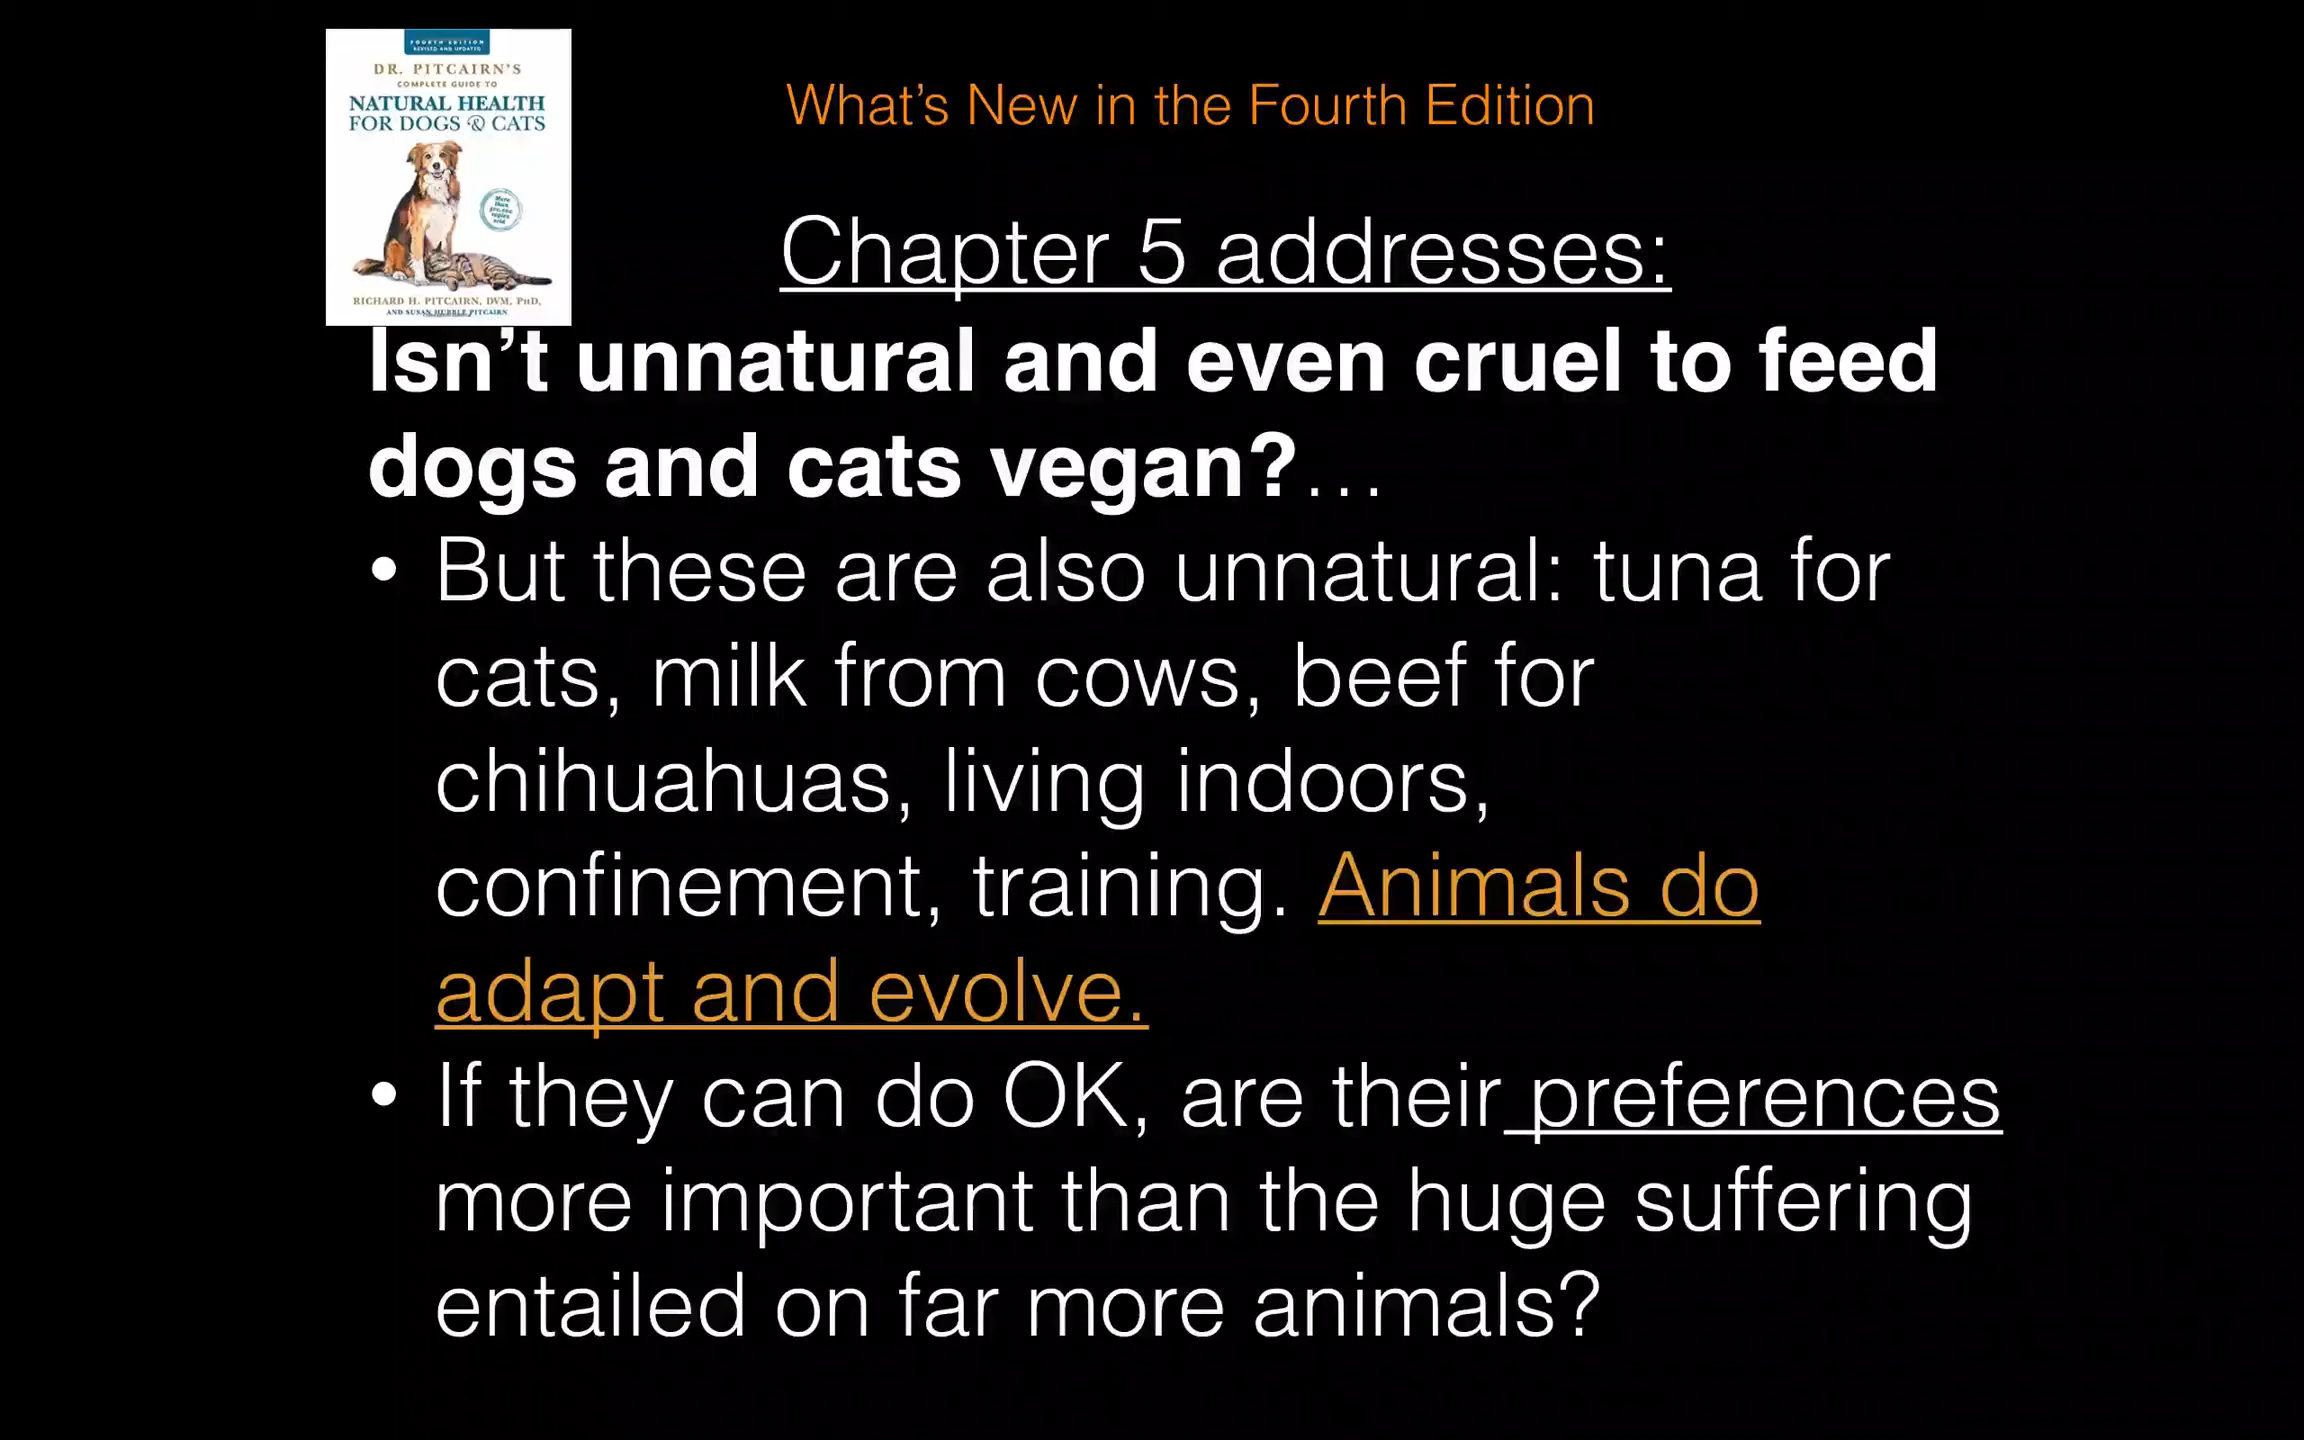 FOURTH EDITION
REVISED AND UPDATED
DR. PITCAIRN'S
COMPLETE GUIDE TO
NATURAL HEALTH
FOR DOGS & CATS
More
than
copies
sold
RICHARD H. PITCAIRN, DVM, PhD,
AND SUSAN HUBBLE PITCAIRN
What's New in the Fourth Edition
Chapter 5 addresses:
Isn't unnatural and even cruel to feed
dogs and cats vegan?...
• But these are also unnatural: tuna for
cats, milk from cows, beef for
chihuahuas, living indoors,
confinement, training. Animals do
adapt and evolve.
• If they can do OK, are their preferences
more important than the huge suffering
entailed on far more animals?